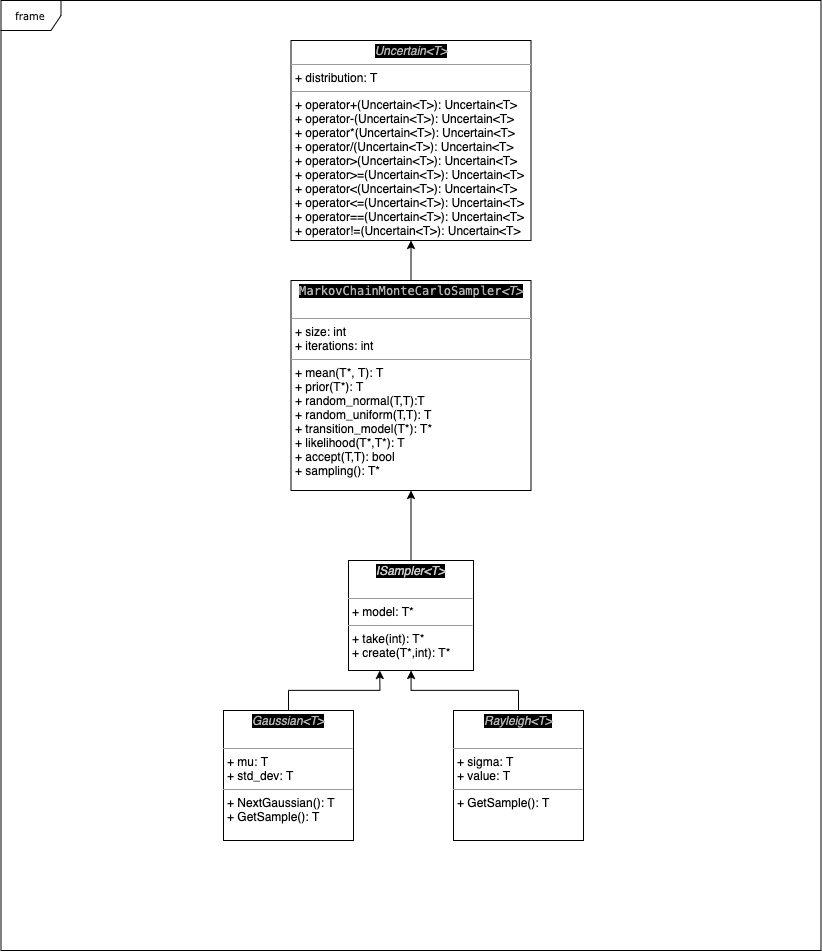 frame
Uncertain<T>
+ distribution: T
+ operator+(Uncertain<T>): Uncertain<T>
+ operator-(Uncertain<T>): Uncertain<T>
+ operator*(Uncertain<T>): Uncertain<T>
+ operator/(Uncertain<T>): Uncertain<T>
+ operator>(Uncertain<T>): Uncertain<T>
+ operator>=(Uncertain<T>): Uncertain<T>
+ operator<(Uncertain<T>): Uncertain<T>
+ operator<=(Uncertain<T>): Uncertain<T>
+ operator==(Uncertain<T>): Uncertain<T>
+ operator!=(Uncertain<T>): Uncertain<T>
MarkovChainMonteCarloSampler<T>
+ size: int
+ iterations: int
+ mean(T*, T): T
+ prior(T*): T
+ random_normal(T,T):T
+ random_uniform(T,T): T
+ transition_model(T*): T*
+ likelihood(T*,T*): T
+ accept(T,T): bool
+ sampling(): T*
ISampler<T>
+ model: T*
+ take(int): T*
+ create(T*,int): T*
Gaussian<T>
+ mu: T
+ std_dev: T
+ NextGaussian(): T
+ GetSample(): T
Rayleigh<T>
+ sigma: T
+ value: T
+ GetSample(): T